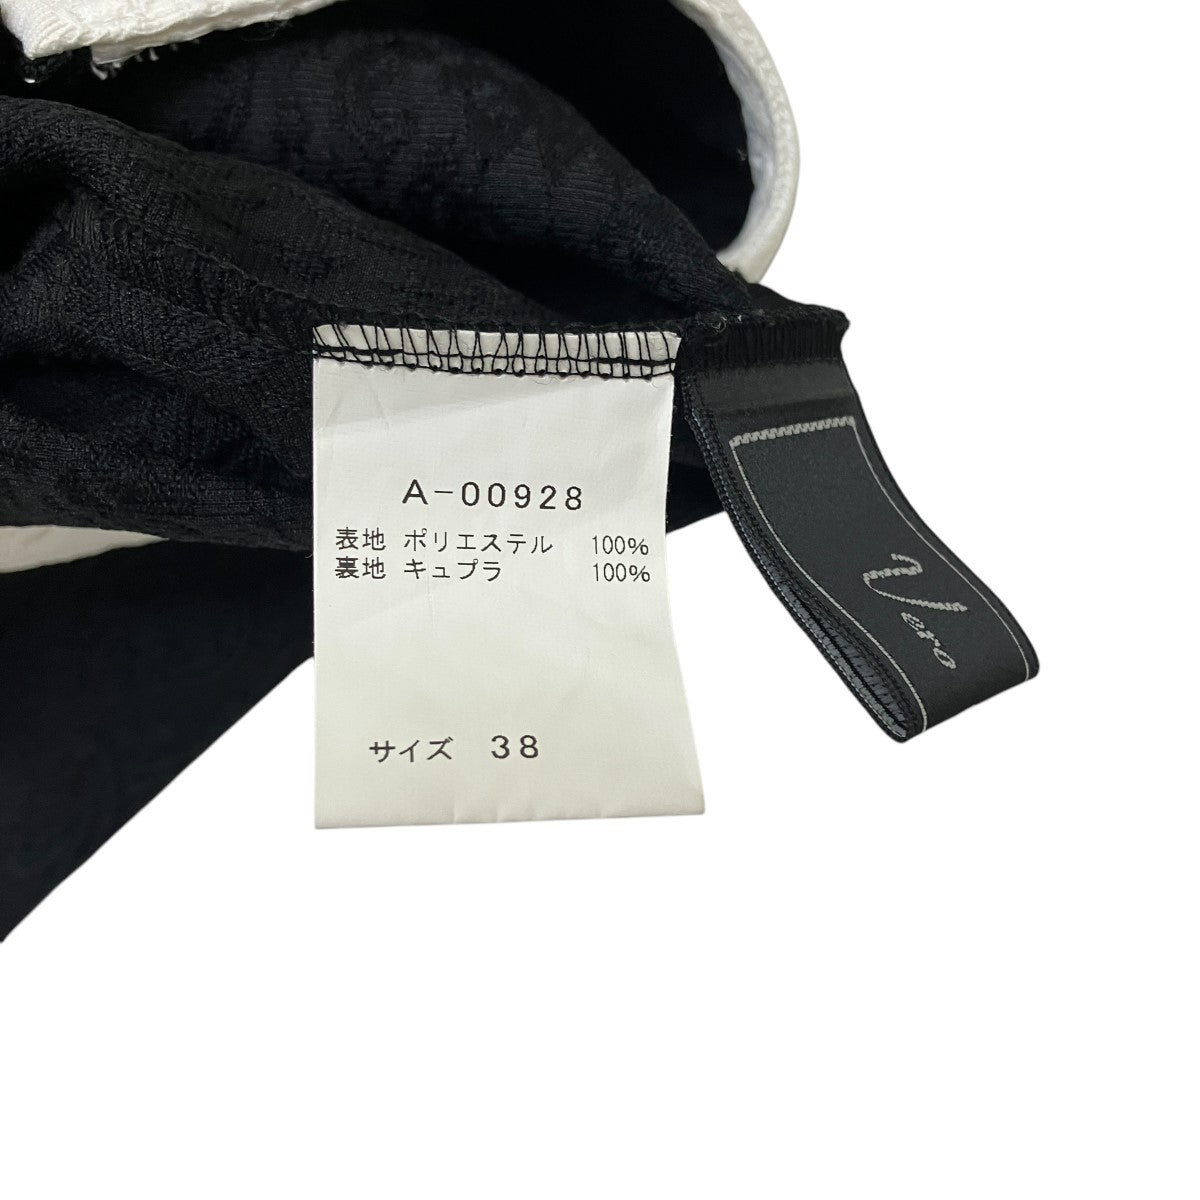 A-00928
表地 ポリエステル 100%
裏地 キュプラ 100%
サイズ 38
Vero